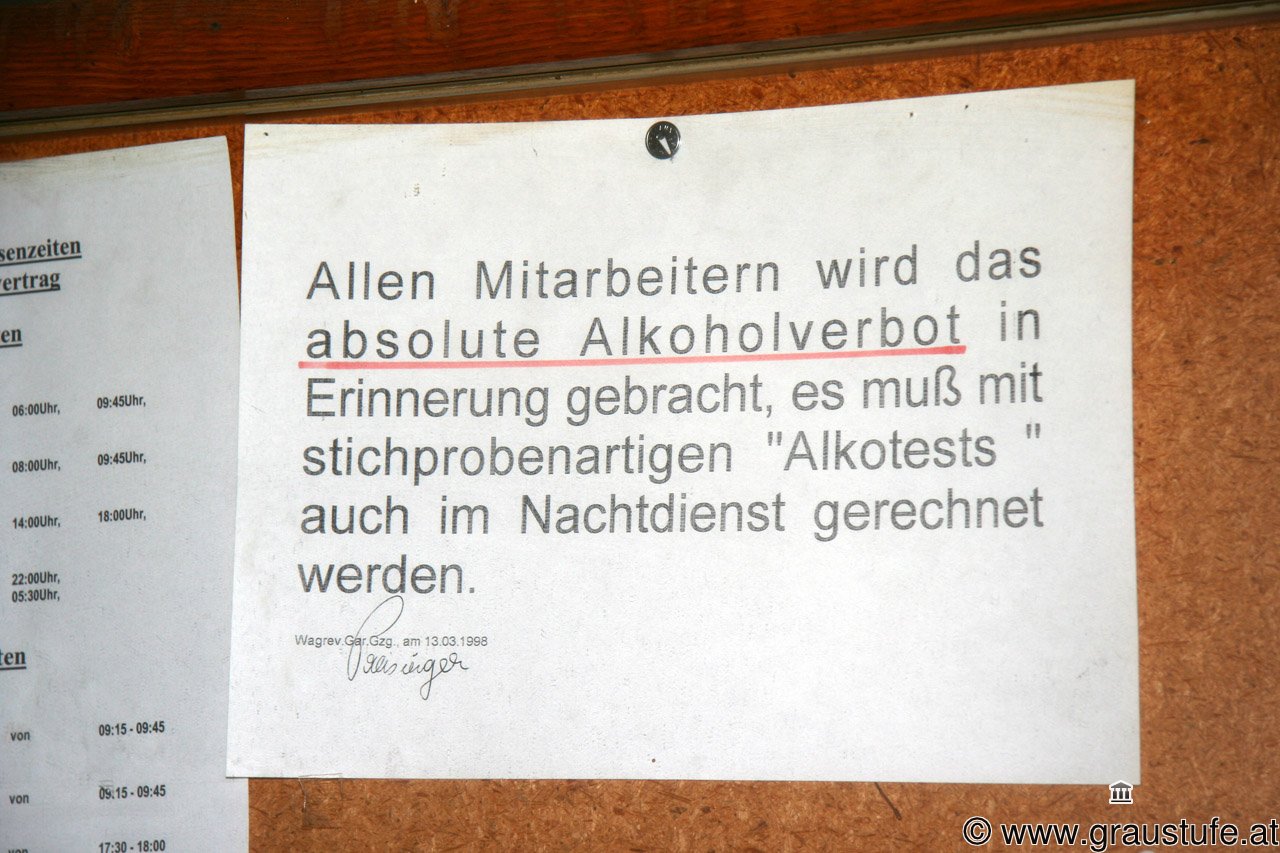 senzeiten
vertrag
en
06:00Uhr, 09:45Uhr,
08:00Uhr, 09:45Uhr,
14:00Uhr, 18:00Uhr,
22:00Uhr,
05:30Uhr,
ten
von 09:15 - 09:45
von 09:15 - 09:45
von 17:30 - 18:00
Allen Mitarbeitern wird das
absolute Alkoholverbot in
Erinnerung gebracht, es muß mit
stichprobenartigen "Alkotests "
auch im Nachtdienst gerechnet
werden.
Wagrev.Gar.Gzg., am 13.03.1998
© www.graustufe.at